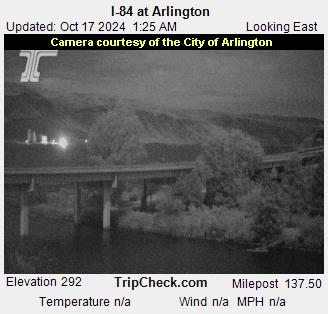 I-84 at Arlington
Updated: Oct 17 2024 1:25 AM Looking East
Camera courtesy of the City of Arlington
Elevation 292 TripCheck.com Milepost 137.50
Temperature n/a Wind n/a MPH n/a